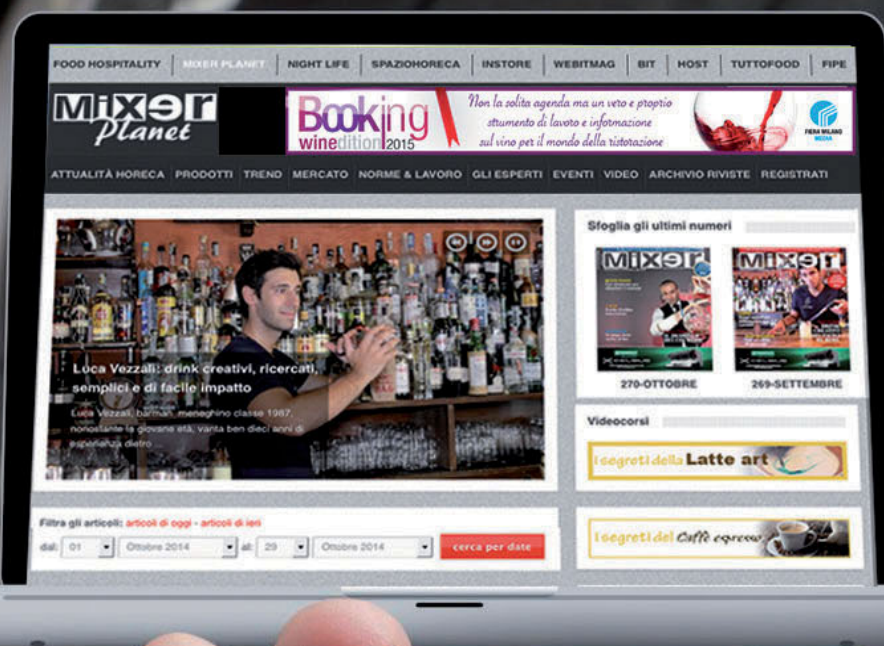 FOOD HOSPITALITY MIXER PLANET NIGHT LIFE SPAZIOHORECA INSTORE WEBITMAG BIT HOST TUTTOFOOD FIPE
MIXER
Planet
Booking
winedition 2015
Non la solita agenda ma un vero e proprio
strumento di lavoro e informazione
sul vino per il mondo della ristorazione
FIERA MILANO
MEDIA
ATTUALITÀ HORECA PRODOTTI TREND MERCATO NORME & LAVORO GLI ESPERTI EVENTI VIDEO ARCHIVIO RIVISTE REGISTRATI
Luca Vezzali: drink creativi, ricercati,
semplici e di facile impatto
Luca Vezzali, barman, meneghino classe 1987,
nonostante la giovane età, vanta ben dieci anni di
esperienza dietro ...
Sfoglia gli ultimi numeri
MIXER
MIXER
270-OTTOBRE
269-SETTEMBRE
Videocorsi
I segreti della Latte art
I segreti del Caffè espresso
Filtra gli articoli: articoli di oggi - articoli di ieri
dal: 01 Ottobre 2014 al: 29 Ottobre 2014 cerca per date